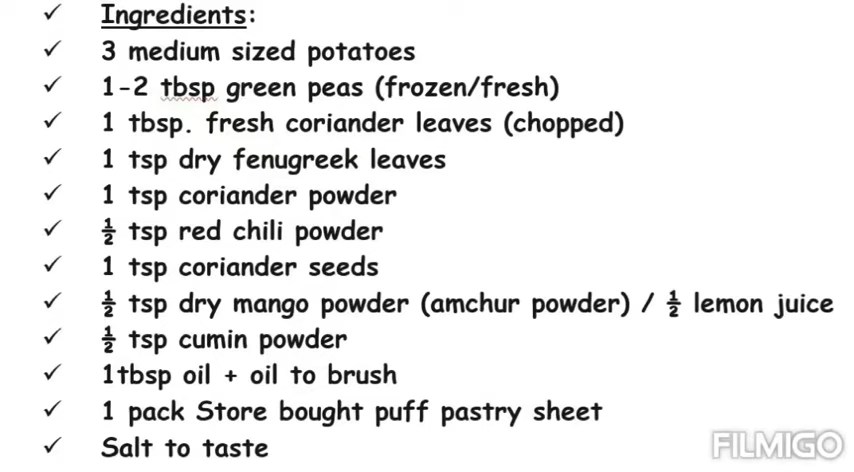 ✓ Ingredients:
✓ 3 medium sized potatoes
✓ 1-2 tbsp green peas (frozen/fresh)
✓ 1 tbsp. fresh coriander leaves (chopped)
✓ 1 tsp dry fenugreek leaves
✓ 1 tsp coriander powder
✓ ½ tsp red chili powder
✓ 1 tsp coriander seeds
✓ ½ tsp dry mango powder (amchur powder) / ½ lemon juice
✓ ½ tsp cumin powder
✓ 1tbsp oil + oil to brush
✓ 1 pack Store bought puff pastry sheet
✓ Salt to taste
FILMIGO